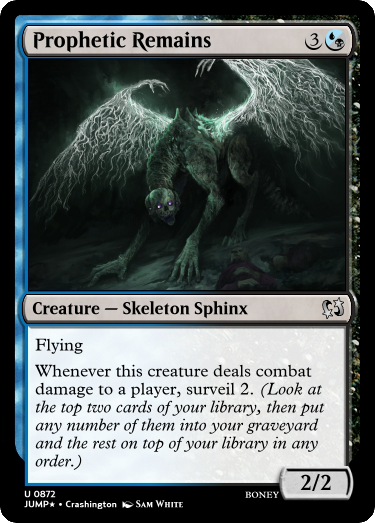 Prophetic Remains 3
Creature — Skeleton Sphinx
Flying
Whenever this creature deals combat
damage to a player, surveil 2. (Look at
the top two cards of your library, then put
any number of them into your graveyard
and the rest on top of your library in any
order.)
2/2
U 0872
JUMP★ • Crashington SAM WHITE
BONEY